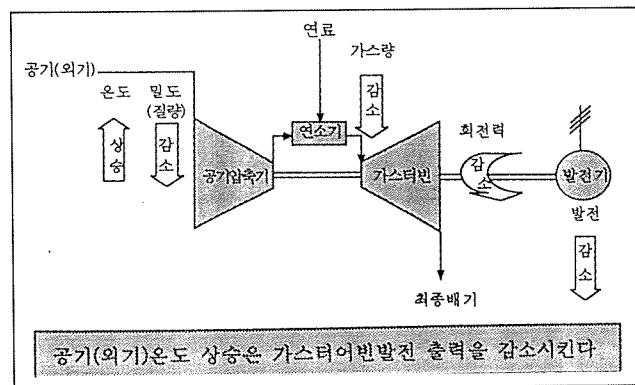 연료
가스량
감소
공기(외기)
온도
상승
밀도
(질량)
감소
연소기
공기압축기
가스터빈
회전력
감소
발전기
발전
감소
최종배기
공기(외기)온도 상승은 가스터어빈발전 출력을 감소시킨다